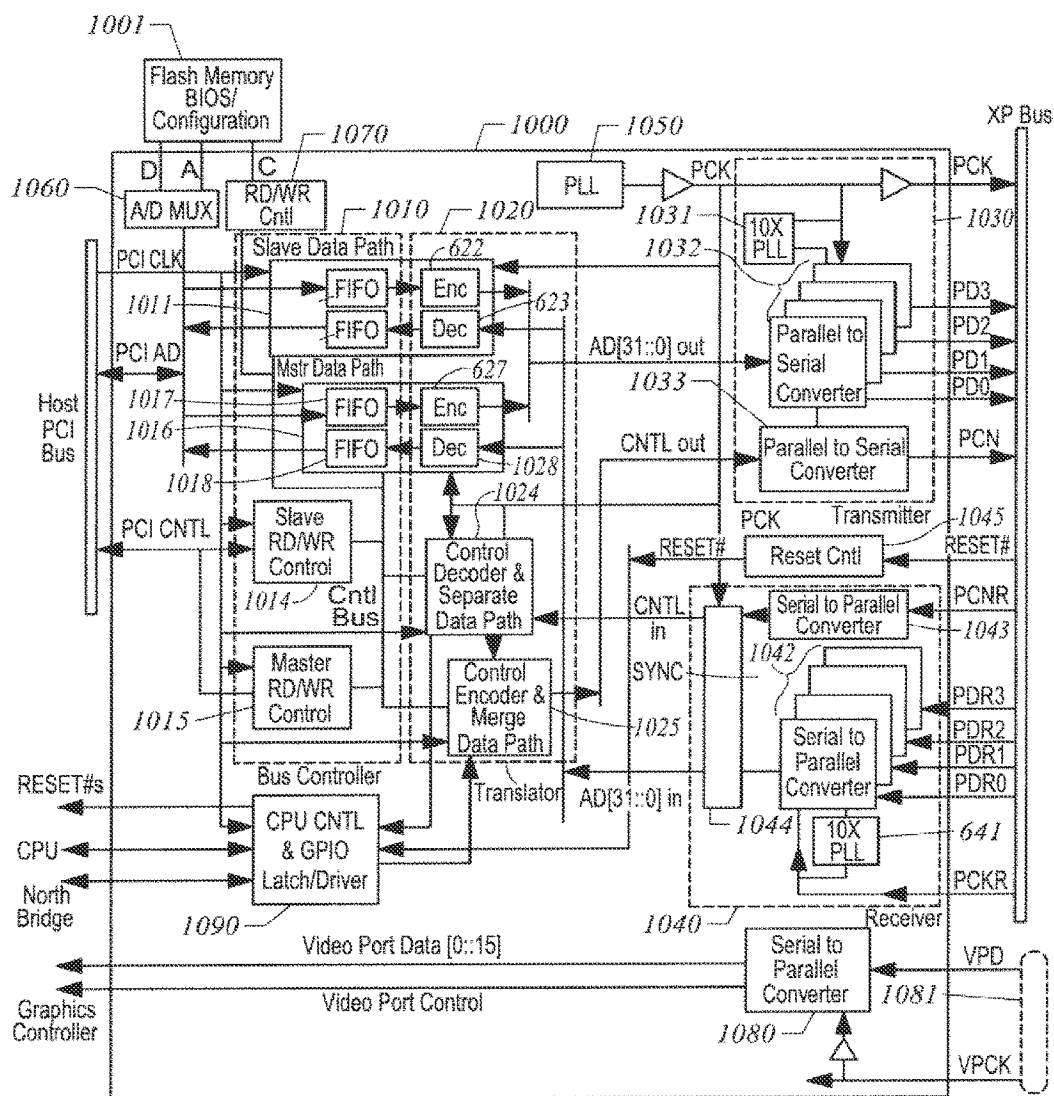 1001
Flash Memory
BIOS/
Configuration
1070
1000
1050
XP Bus
D
A
C
1060
A/D MUX
RD/WR
Cntl
1010
1020
PLL
PCK
PCK
1031
10X
PLL
1030
1032
PCI CLK
Slave Data Path
622
FIFO
Enc
1011
FIFO
Dec
623
PCI AD
Mstr Data Path
627
AD[31::0] out
Parallel to
Serial
Converter
PD3
PD2
PD1
PD0
Host
PCI
Bus
1017
FIFO
Enc
1016
FIFO
Dec
1018
1028
1033
CNTL out
Parallel to Serial
Converter
PCN
Transmitter
PCI CNTL
Slave
RD/WR
Control
1014
1024
Control
Decoder &
Separate
Data Path
Cntl
Bus
PCK
RESET#
Reset Cntl
1045
RESET#
CNTL
in
Serial to Parallel
Converter
PCNR
1043
Master
RD/WR
Control
1015
Control
Encoder &
Merge
Data Path
1025
SYNC
1042
Serial to
Parallel
Converter
PDR3
PDR2
PDR1
PDR0
Bus Controller
Translator
AD[31::0] in
1044
10X
PLL
641
PCKR
RESET#s
CPU
North
Bridge
CPU CNTL
& GPIO
Latch/Driver
1090
1040
Receiver
Video Port Data [0::15]
Video Port Control
Graphics
Controller
Serial to
Parallel
Converter
1080
VPD
1081
VPCK